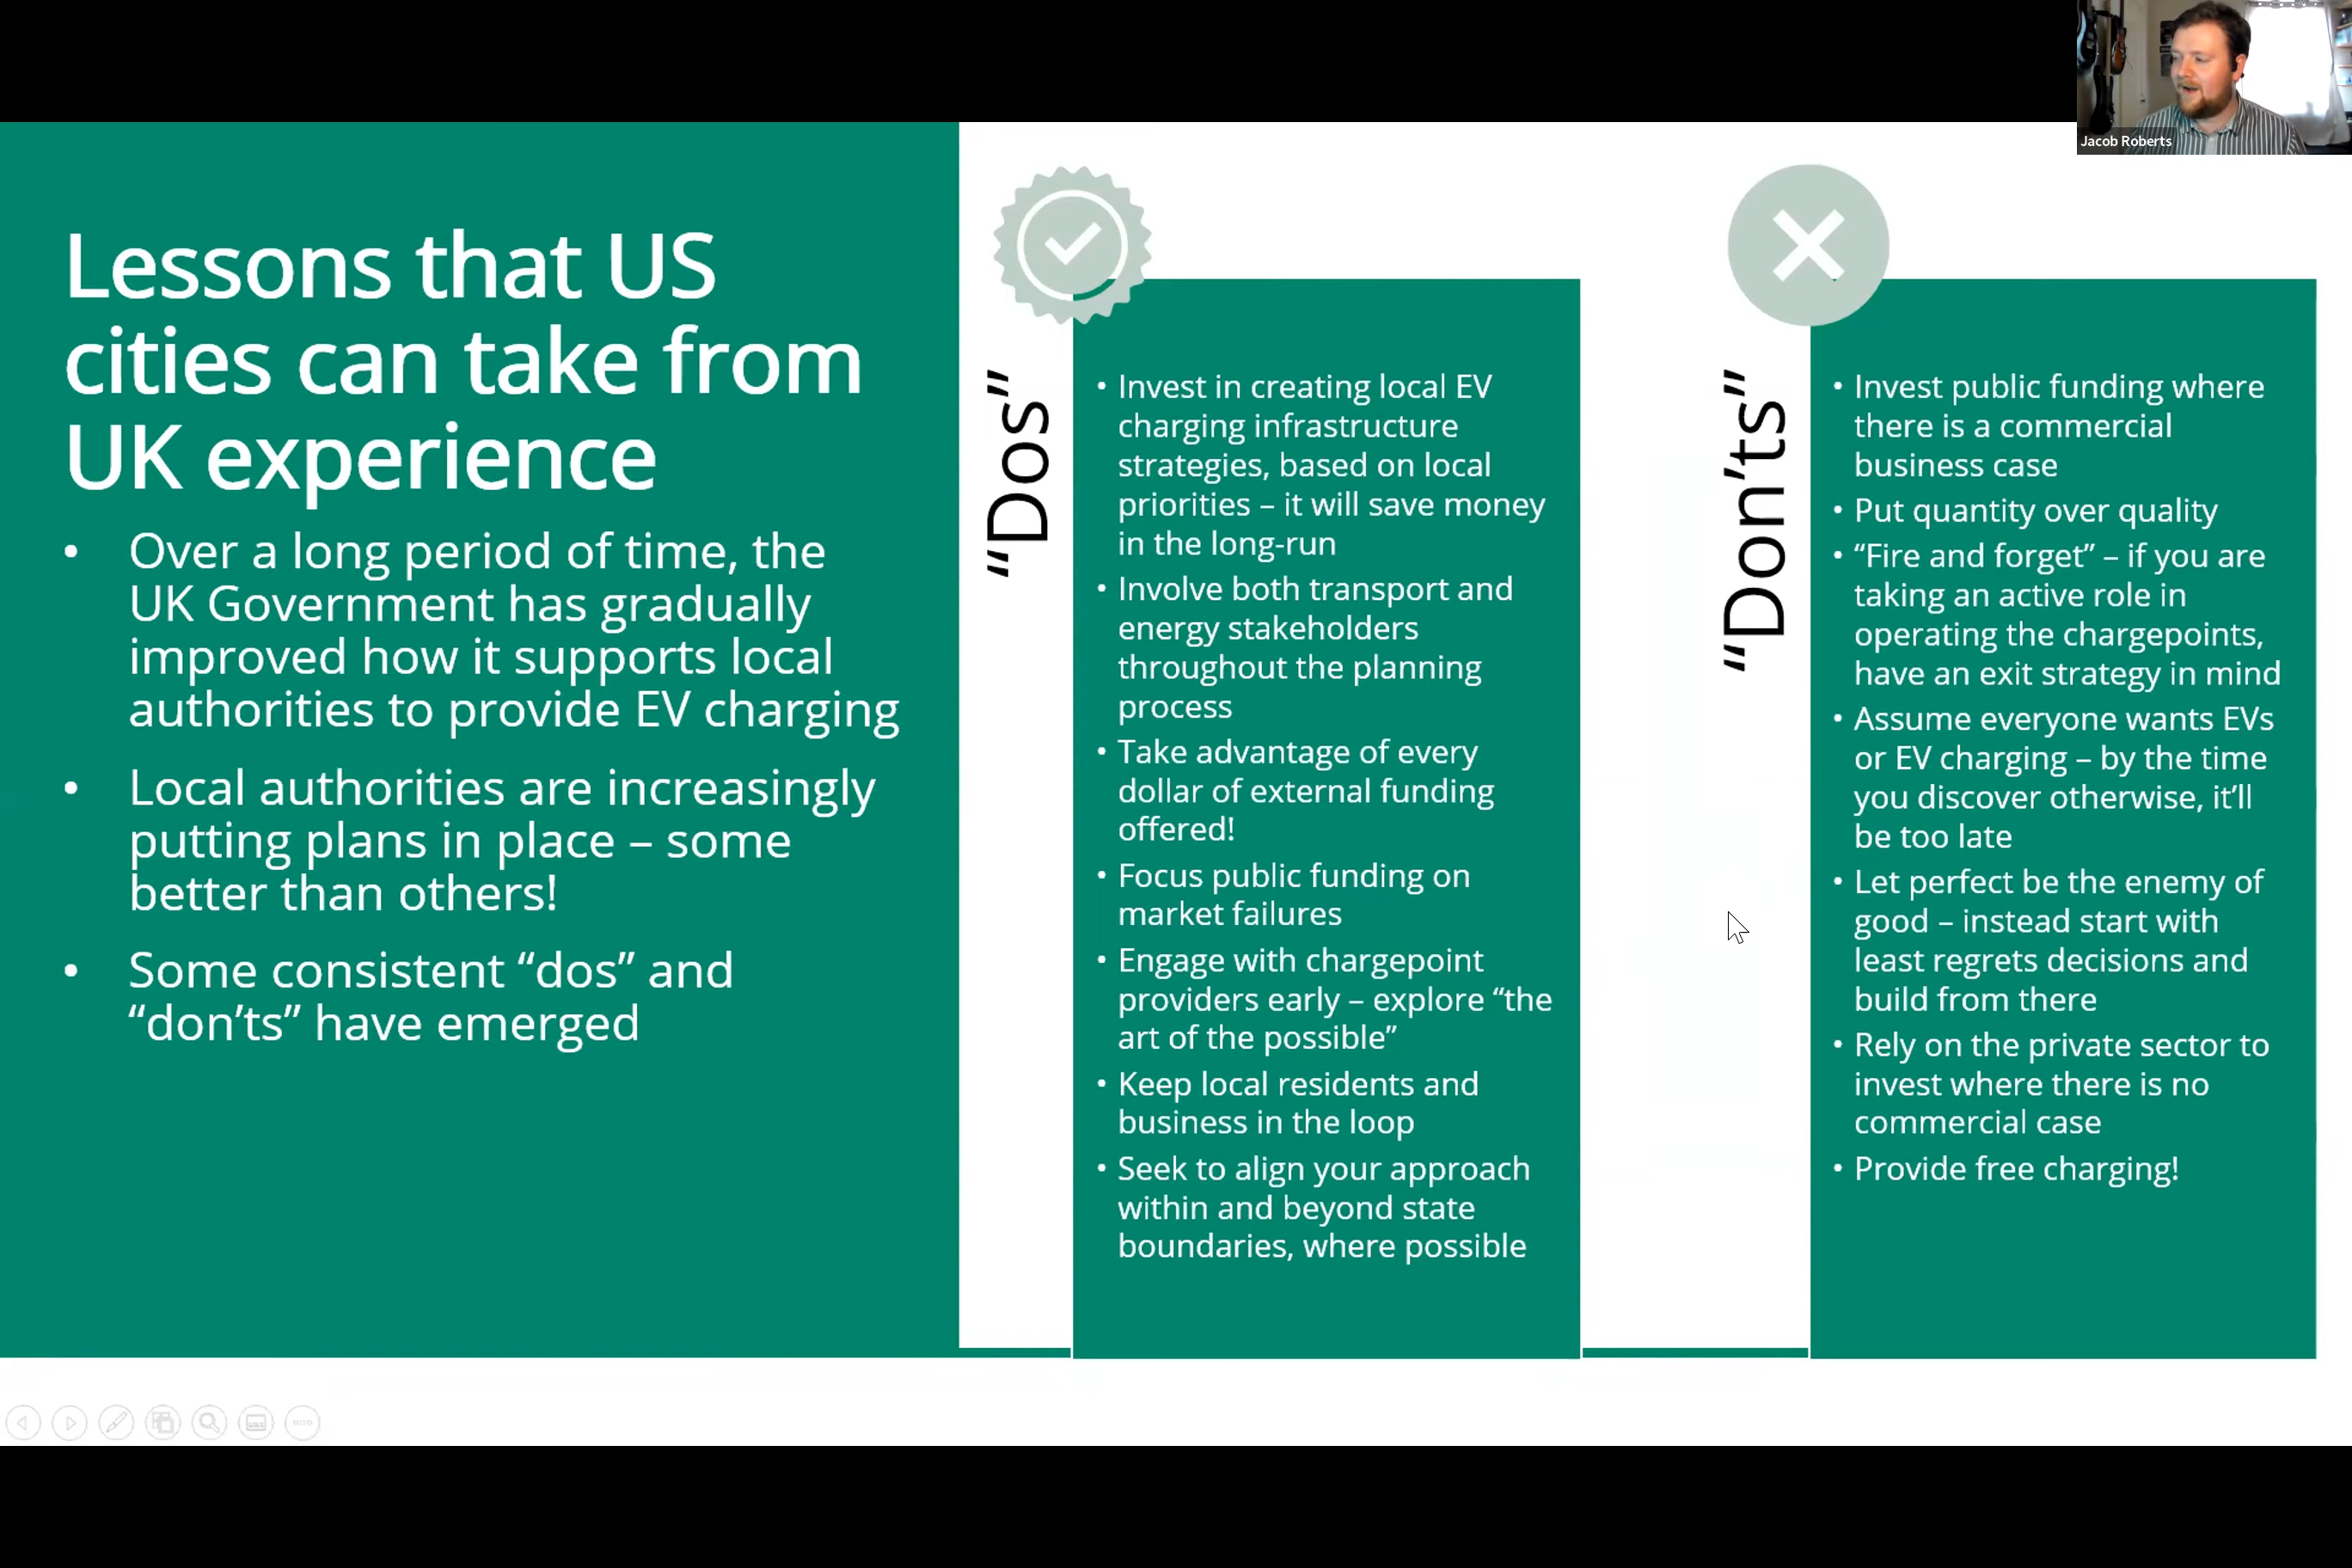 Jacob Roberts
Lessons that US
cities can take from
UK experience
• Over a long period of time, the
UK Government has gradually
improved how it supports local
authorities to provide EV charging
• Local authorities are increasingly
putting plans in place – some
better than others!
• Some consistent “dos” and
“don’ts” have emerged
“Dos”
• Invest in creating local EV
charging infrastructure
strategies, based on local
priorities – it will save money
in the long-run
• Involve both transport and
energy stakeholders
throughout the planning
process
• Take advantage of every
dollar of external funding
offered!
• Focus public funding on
market failures
• Engage with chargepoint
providers early – explore “the
art of the possible”
• Keep local residents and
business in the loop
• Seek to align your approach
within and beyond state
boundaries, where possible
“Don’ts”
• Invest public funding where
there is a commercial
business case
• Put quantity over quality
• “Fire and forget” – if you are
taking an active role in
operating the chargepoints,
have an exit strategy in mind
• Assume everyone wants EVs
or EV charging – by the time
you discover otherwise, it’ll
be too late
• Let perfect be the enemy of
good – instead start with
least regrets decisions and
build from there
• Rely on the private sector to
invest where there is no
commercial case
• Provide free charging!